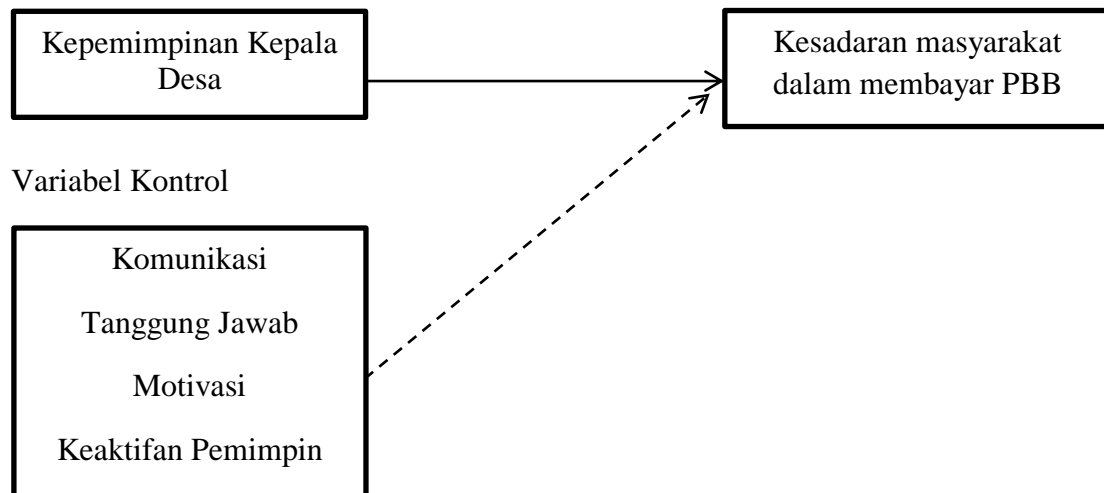 Kepemimpinan Kepala
Desa
Kesadaran masyarakat
dalam membayar PBB
Variabel Kontrol
Komunikasi
Tanggung Jawab
Motivasi
Keaktifan Pemimpin